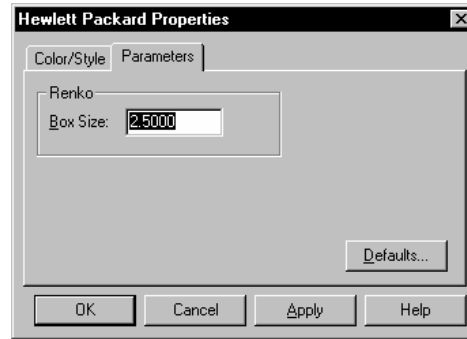 Hewlett Packard Properties
Color/Style Parameters
Renko
Box Size: 2.5000
Defaults...
OK Cancel Apply Help